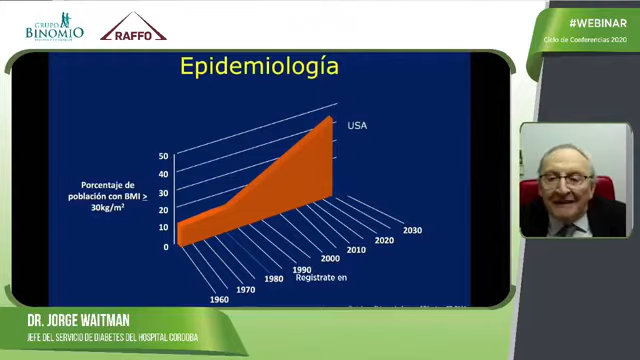 GRUPO
BINOMIO
RAFFO
#WEBINAR
Ciclo de Conferencias 2020
Epidemiología
USA
50
40
30
20
10
0
Porcentaje de
población con BMI >
30kg/m²
1960
1970
1980
1990
2000
2010
2020
2030
Registrate en
DR. JORGE WAITMAN
JEFE DEL SERVICIO DE DIABETES DEL HOSPITAL CORDOBA